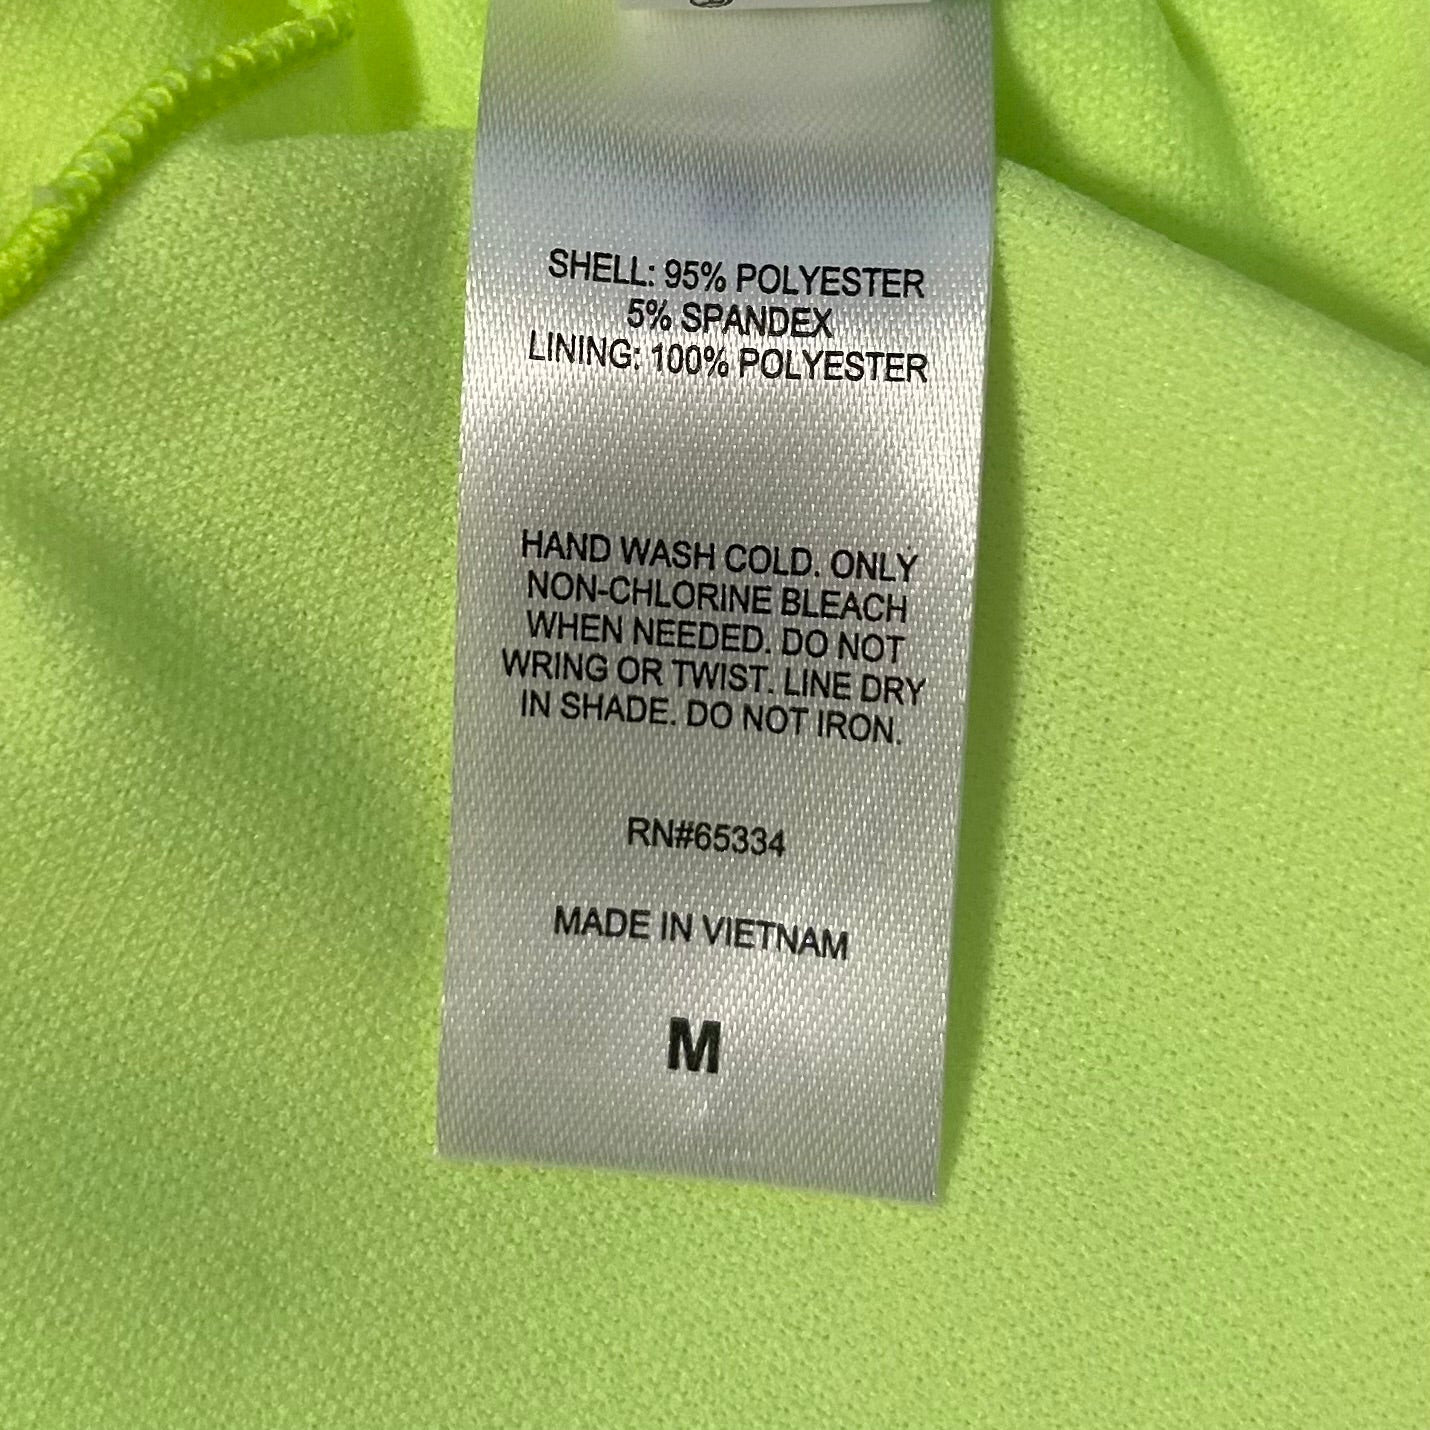 SHELL: 95% POLYESTER
5% SPANDEX
LINING: 100% POLYESTER
HAND WASH COLD. ONLY
NON-CHLORINE BLEACH
WHEN NEEDED. DO NOT
WRING OR TWIST. LINE DRY
IN SHADE. DO NOT IRON.
RN#65334
MADE IN VIETNAM
M